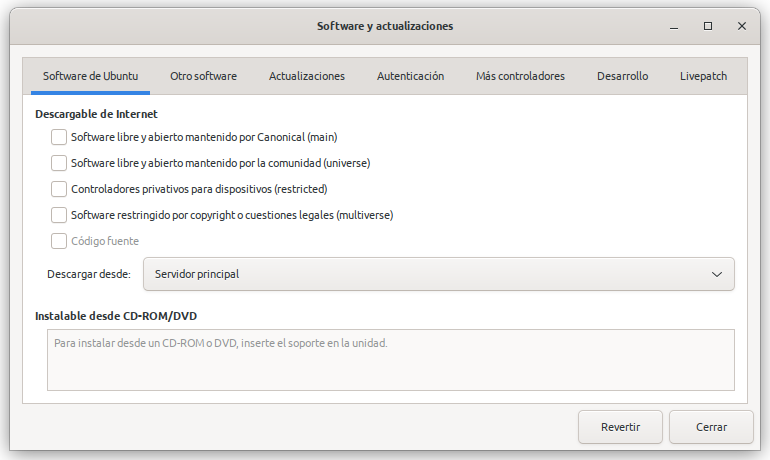 Software y actualizaciones
Software de Ubuntu Otro software Actualizaciones Autenticación Más controladores Desarrollo Livepatch
Descargable de Internet
Software libre y abierto mantenido por Canonical (main)
Software libre y abierto mantenido por la comunidad (universe)
Controladores privativos para dispositivos (restricted)
Software restringido por copyright o cuestiones legales (multiverse)
Código fuente
Descargar desde: Servidor principal
Instalable desde CD-ROM/DVD
Para instalar desde un CD-ROM o DVD, inserte el soporte en la unidad.
Revertir Cerrar